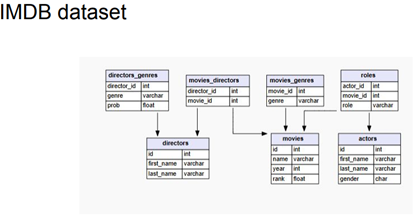 IMDB dataset
directors_genres
director_id int
genre varchar
prob float
movies_directors
director_id int
movie_id int
movies_genres
movie_id int
genre varchar
roles
actor_id int
movie_id int
role varchar
directors
id int
first_name varchar
last_name varchar
movies
id int
name varchar
year int
rank float
actors
id int
first_name varchar
last_name varchar
gender char